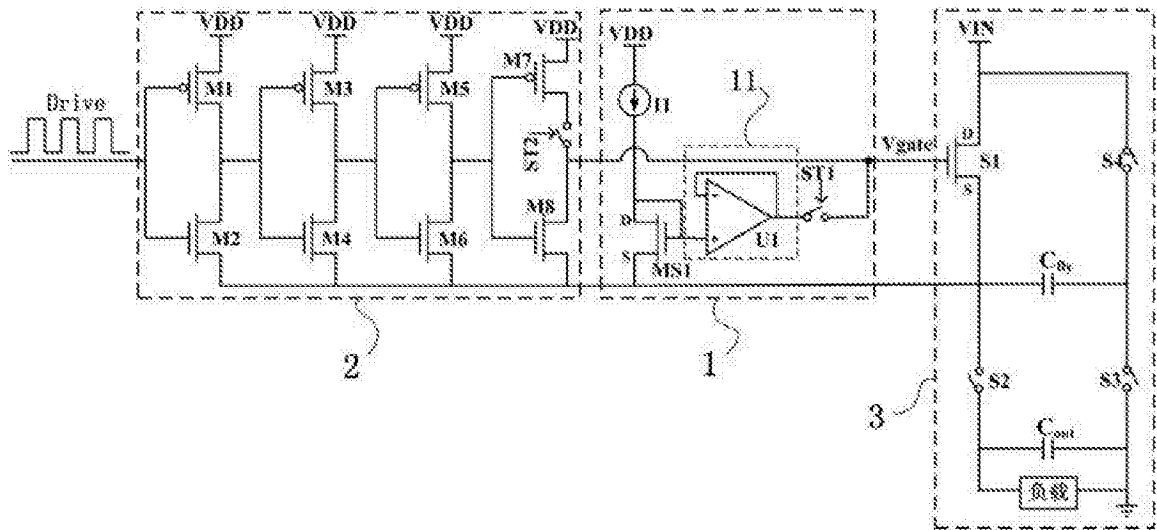 VDD VDD VDD VDD
Drive
M1
M3
M5
M7
ST2
M2
M4
M6
M8
2
VDD
I1
11
D
S
MS1
-
+
U1
ST1
Vgate
1
VIN
D
S1
S
S4
C
S2
S3
Cout
负载
3